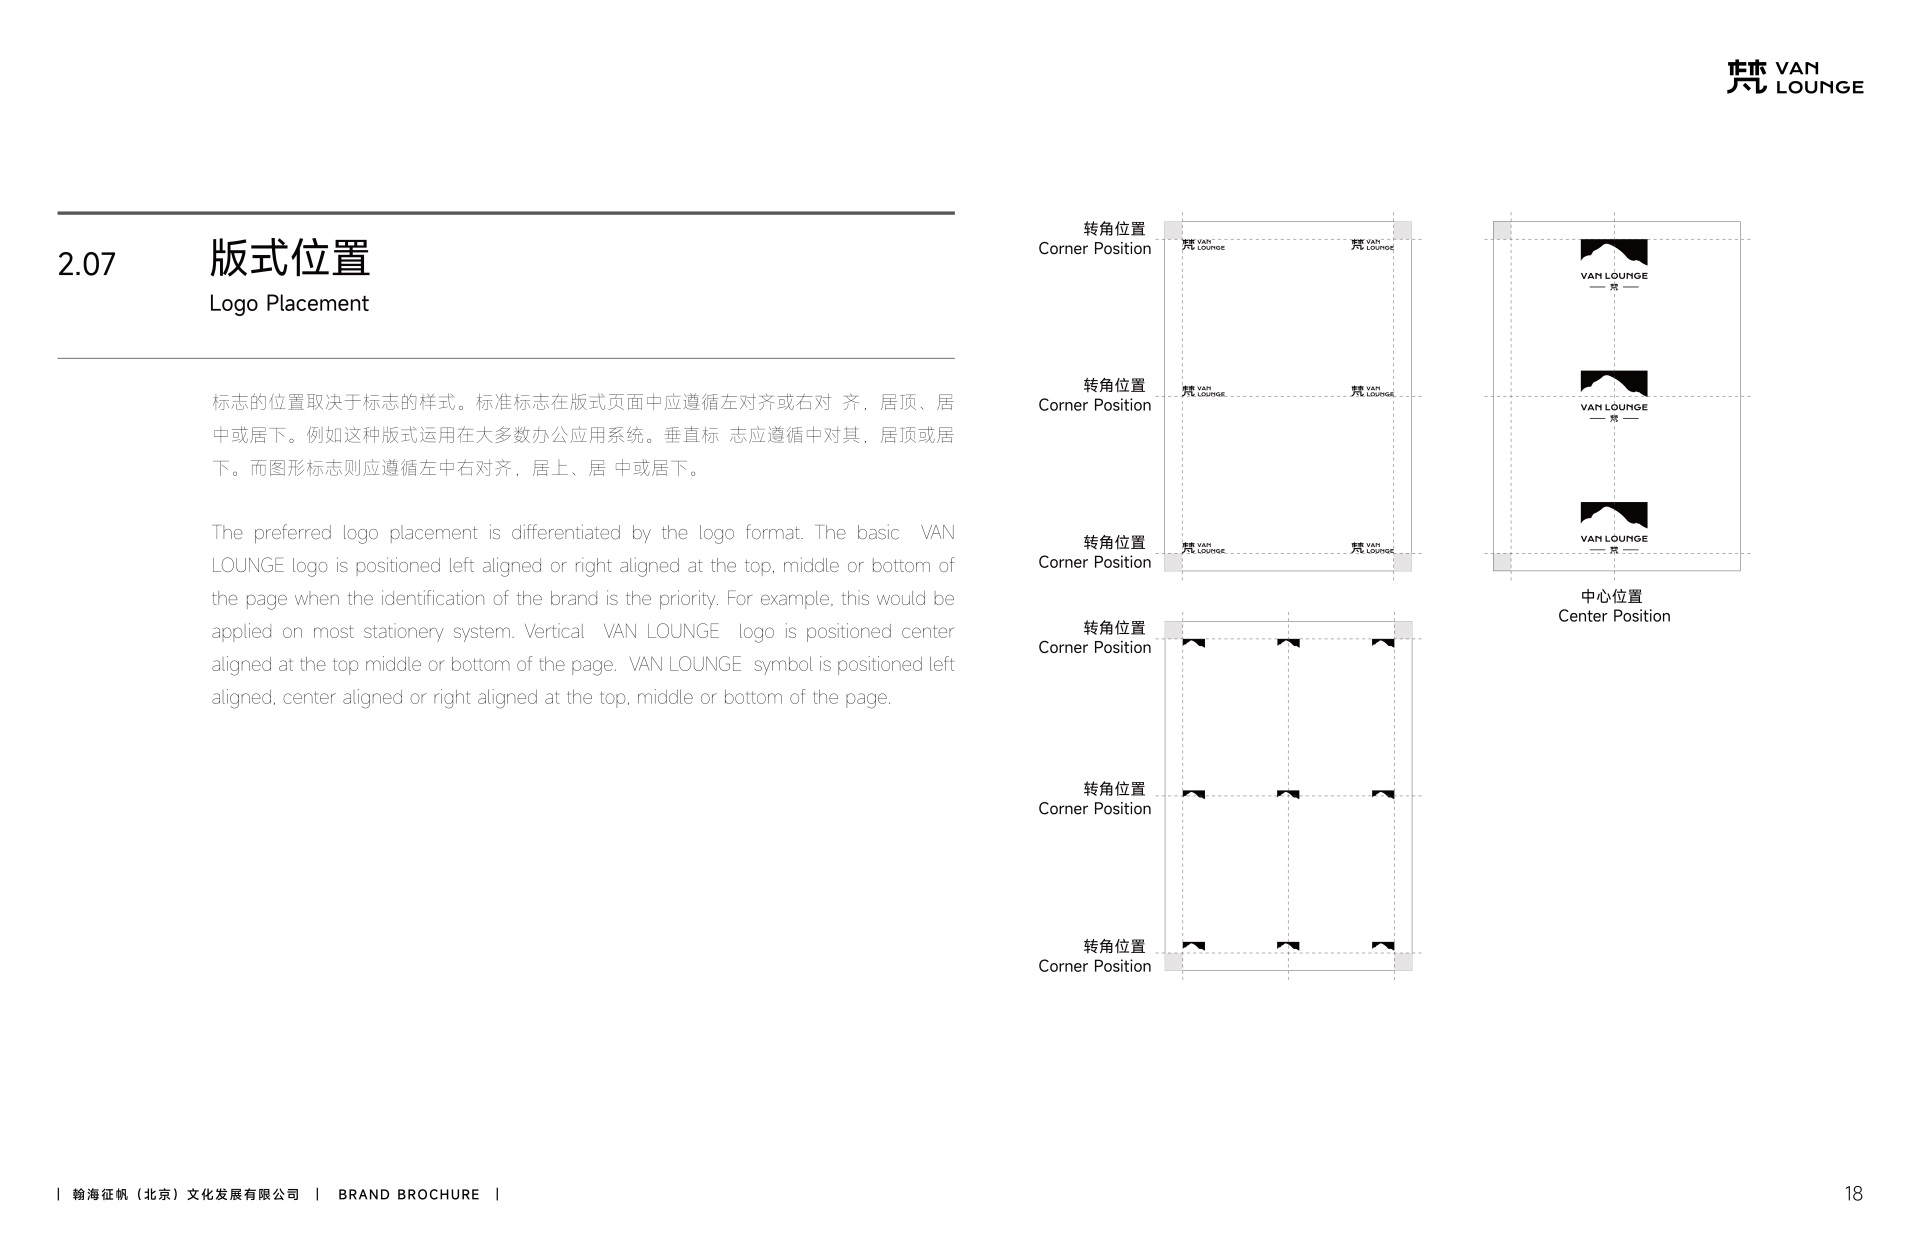 梵 VAN
LOUNGE
2.07
版式位置
Logo Placement
标志的位置取决于标志的样式。标准标志在版式页面中应遵循左对齐或右对 齐，居顶、居
中或居下。例如这种版式运用在大多数办公应用系统。垂直标 志应遵循中对其，居顶或居
下。而图形标志则应遵循左中右对齐，居上、居 中或居下。
The preferred logo placement is differentiated by the logo format. The basic VAN
LOUNGE logo is positioned left aligned or right aligned at the top, middle or bottom of
the page when the identification of the brand is the priority. For example, this would be
applied on most stationery system. Vertical VAN LOUNGE logo is positioned center
aligned at the top middle or bottom of the page. VAN LOUNGE symbol is positioned left
aligned, center aligned or right aligned at the top, middle or bottom of the page.
转角位置
Corner Position
梵 VAN
LOUNGE
梵 VAN
LOUNGE
转角位置
Corner Position
梵 VAN
LOUNGE
梵 VAN
LOUNGE
转角位置
Corner Position
梵 VAN
LOUNGE
梵 VAN
LOUNGE
VAN LOUNGE
梵
VAN LOUNGE
梵
VAN LOUNGE
梵
中心位置
Center Position
转角位置
Corner Position
转角位置
Corner Position
转角位置
Corner Position
| 翰海征帆（北京）文化发展有限公司 | BRAND BROCHURE |
18